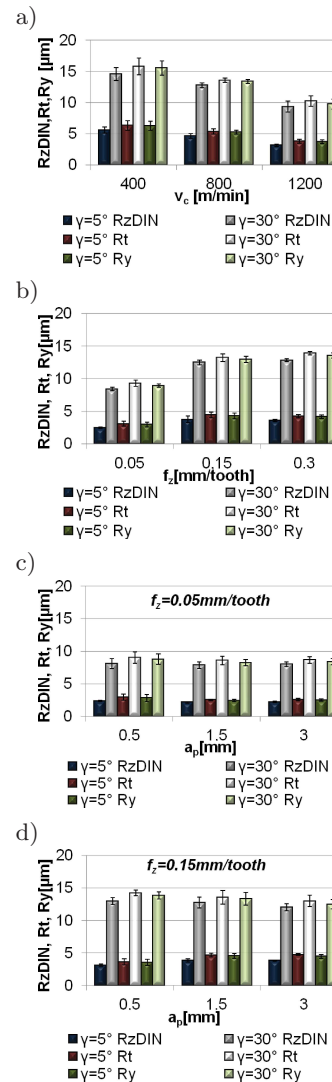 a)
RzDIN,Rt,Ry [µm]
20
15
10
5
0
400 800 1200
v_c [m/min]
γ=5° RzDIN γ=30° RzDIN
γ=5° Rt γ=30° Rt
γ=5° Ry γ=30° Ry
b)
RzDIN, Rt, Ry[µm]
20
15
10
5
0
0.05 0.15 0.3
f_z[mm/tooth]
γ=5° RzDIN γ=30° RzDIN
γ=5° Rt γ=30° Rt
γ=5° Ry γ=30° Ry
c)
RzDIN, Rt, Ry[µm]
f_z=0.05mm/tooth
20
15
10
5
0
0.5 1.5 3
a_p[mm]
γ=5° RzDIN γ=30° RzDIN
γ=5° Rt γ=30° Rt
γ=5° Ry γ=30° Ry
d)
RzDIN, Rt, Ry[µm]
f_z=0.15mm/tooth
20
15
10
5
0
0.5 1.5 3
a_p[mm]
γ=5° RzDIN γ=30° RzDIN
γ=5° Rt γ=30° Rt
γ=5° Ry γ=30° Ry